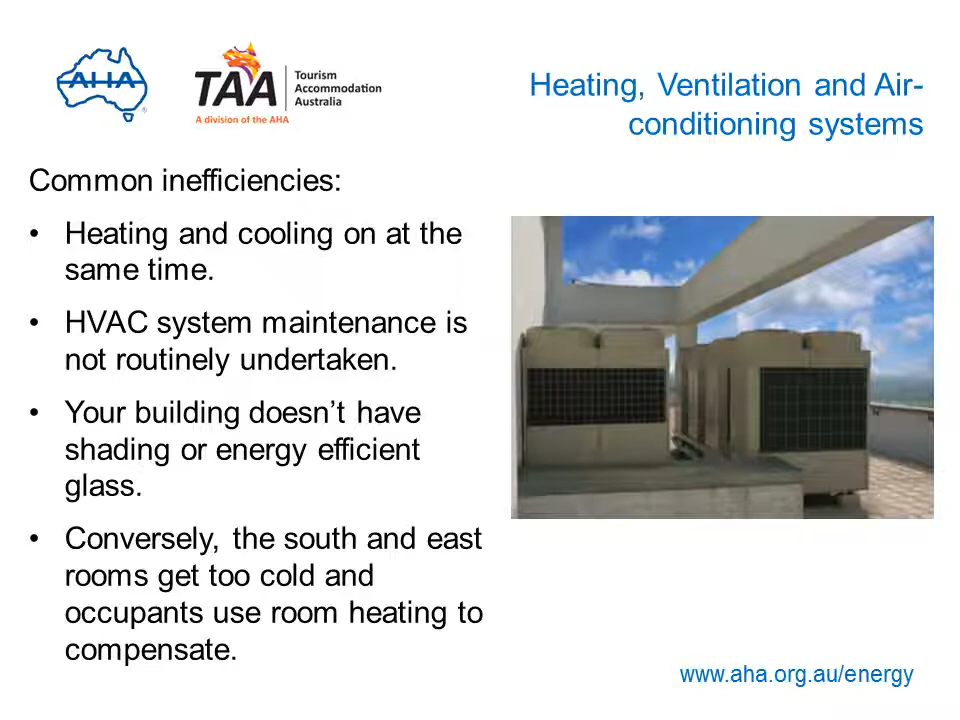 AHA
TAA
Tourism
Accommodation
Australia
A division of the AHA
Heating, Ventilation and Air-
conditioning systems
Common inefficiencies:
• Heating and cooling on at the
same time.
• HVAC system maintenance is
not routinely undertaken.
• Your building doesn’t have
shading or energy efficient
glass.
• Conversely, the south and east
rooms get too cold and
occupants use room heating to
compensate.
www.aha.org.au/energy